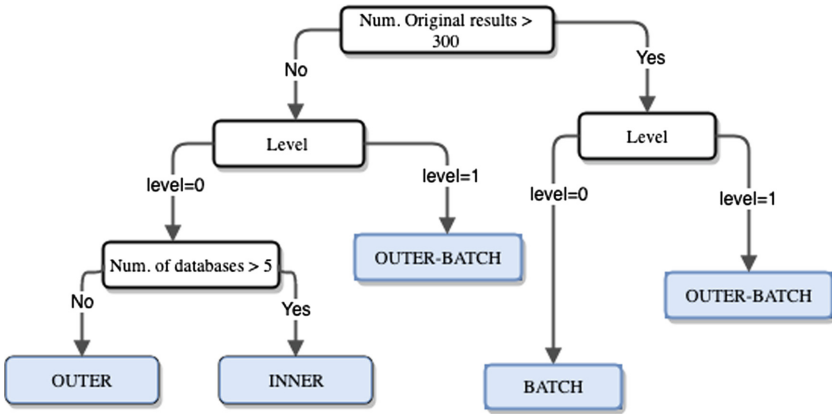 Num. Original results >
300
No
Yes
Level
Level
level=0
level=1
level=0
level=1
Num. of databases > 5
OUTER-BATCH
OUTER-BATCH
No
Yes
OUTER
INNER
BATCH